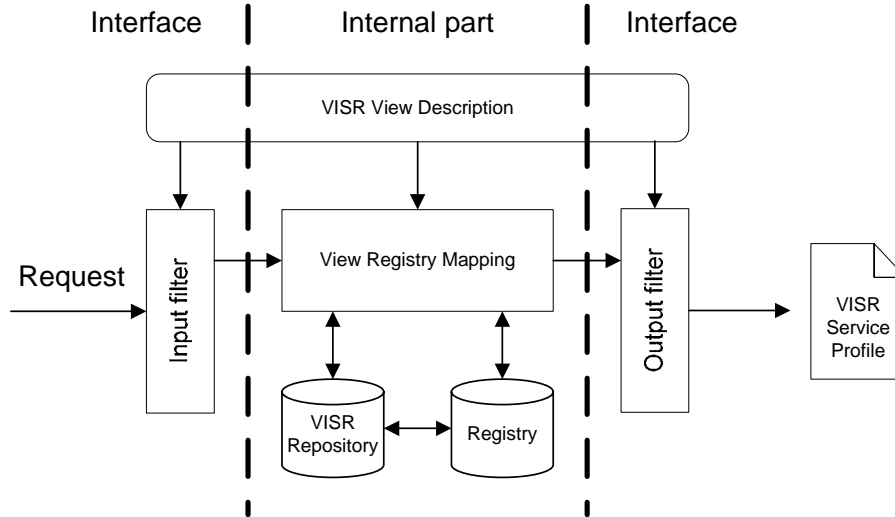 Interface
Internal part
Interface
VISR View Description
Request
Input filter
View Registry Mapping
Output filter
VISR
Service
Profile
VISR
Repository
Registry